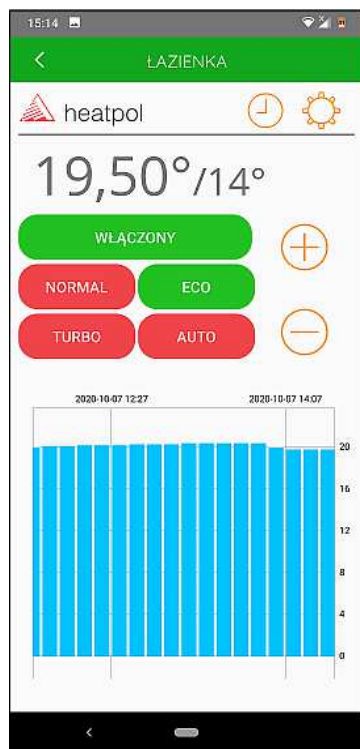 15:14
ŁAZIENKA
heatpol
19,50°/14°
WŁĄCZONY
NORMAL ECO
TURBO AUTO
2020-10-07 12:27 2020-10-07 14:07
20
16
12
8
4
0